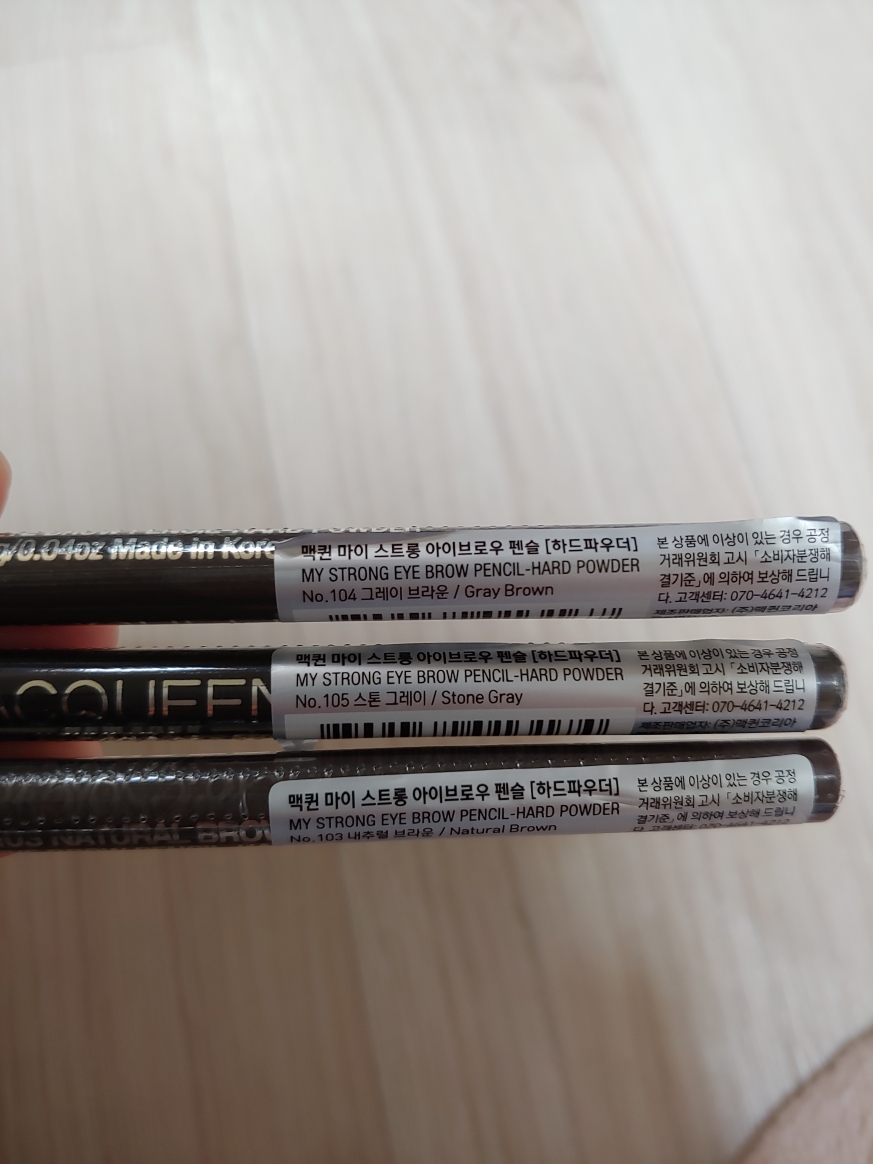 /0.04oz Made in Kore
맥퀸 마이 스트롱 아이브로우 펜슬 [하드파우더]
MY STRONG EYE BROW PENCIL-HARD POWDER
No.104 그레이 브라운 / Gray Brown
본 상품에 이상이 있는 경우 공정
거래위원회 고시 「소비자분쟁해
결기준」에 의하여 보상해 드립니
다. 고객센터: 070-4641-4212
제조판매업자: (주)맥퀸코리아
ACQUEEN
맥퀸 마이 스트롱 아이브로우 펜슬 [하드파우더]
MY STRONG EYE BROW PENCIL-HARD POWDER
No.105 스톤 그레이 / Stone Gray
본 상품에 이상이 있는 경우 공정
거래위원회 고시 「소비자분쟁해
결기준」에 의하여 보상해 드립니
다. 고객센터: 070-4641-4212
제조판매업자: (주)맥퀸코리아
NATURAL BROW
맥퀸 마이 스트롱 아이브로우 펜슬 [하드파우더]
MY STRONG EYE BROW PENCIL-HARD POWDER
No.103 내추럴 브라운 / Natural Brown
본 상품에 이상이 있는 경우 공정
거래위원회 고시 「소비자분쟁해
결기준」에 의하여 보상해 드립니
다. 고객센터: 070-4641-4212